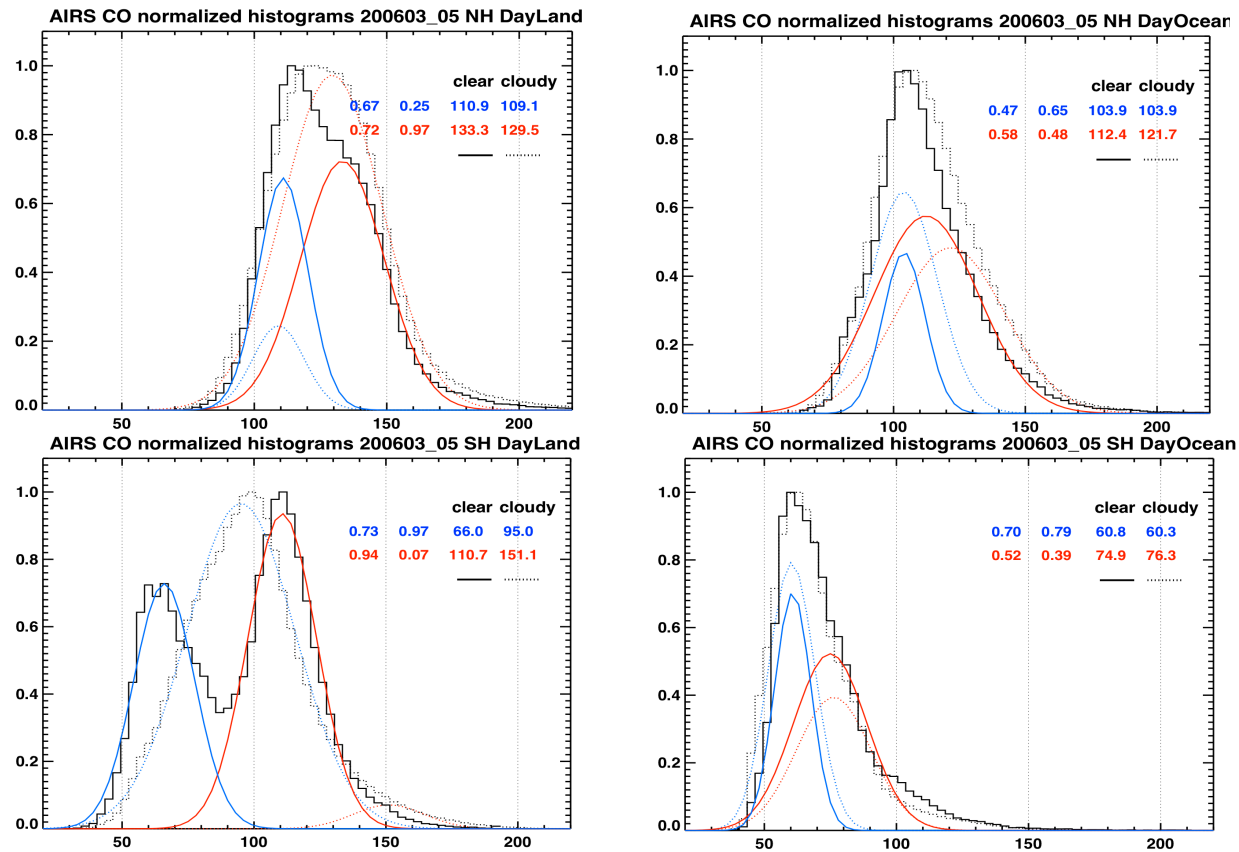 AIRS CO normalized histograms 200603_05 NH DayLand
clear cloudy
0.67 0.25 110.9 109.1
0.72 0.97 133.3 129.5
1.0
0.8
0.6
0.4
0.2
0.0
50 100 150 200
AIRS CO normalized histograms 200603_05 NH DayOcean
clear cloudy
0.47 0.65 103.9 103.9
0.58 0.48 112.4 121.7
1.0
0.8
0.6
0.4
0.2
0.0
50 100 150 200
AIRS CO normalized histograms 200603_05 SH DayLand
clear cloudy
0.73 0.97 66.0 95.0
0.94 0.07 110.7 151.1
1.0
0.8
0.6
0.4
0.2
0.0
50 100 150 200
AIRS CO normalized histograms 200603_05 SH DayOcean
clear cloudy
0.70 0.79 60.8 60.3
0.52 0.39 74.9 76.3
1.0
0.8
0.6
0.4
0.2
0.0
50 100 150 200